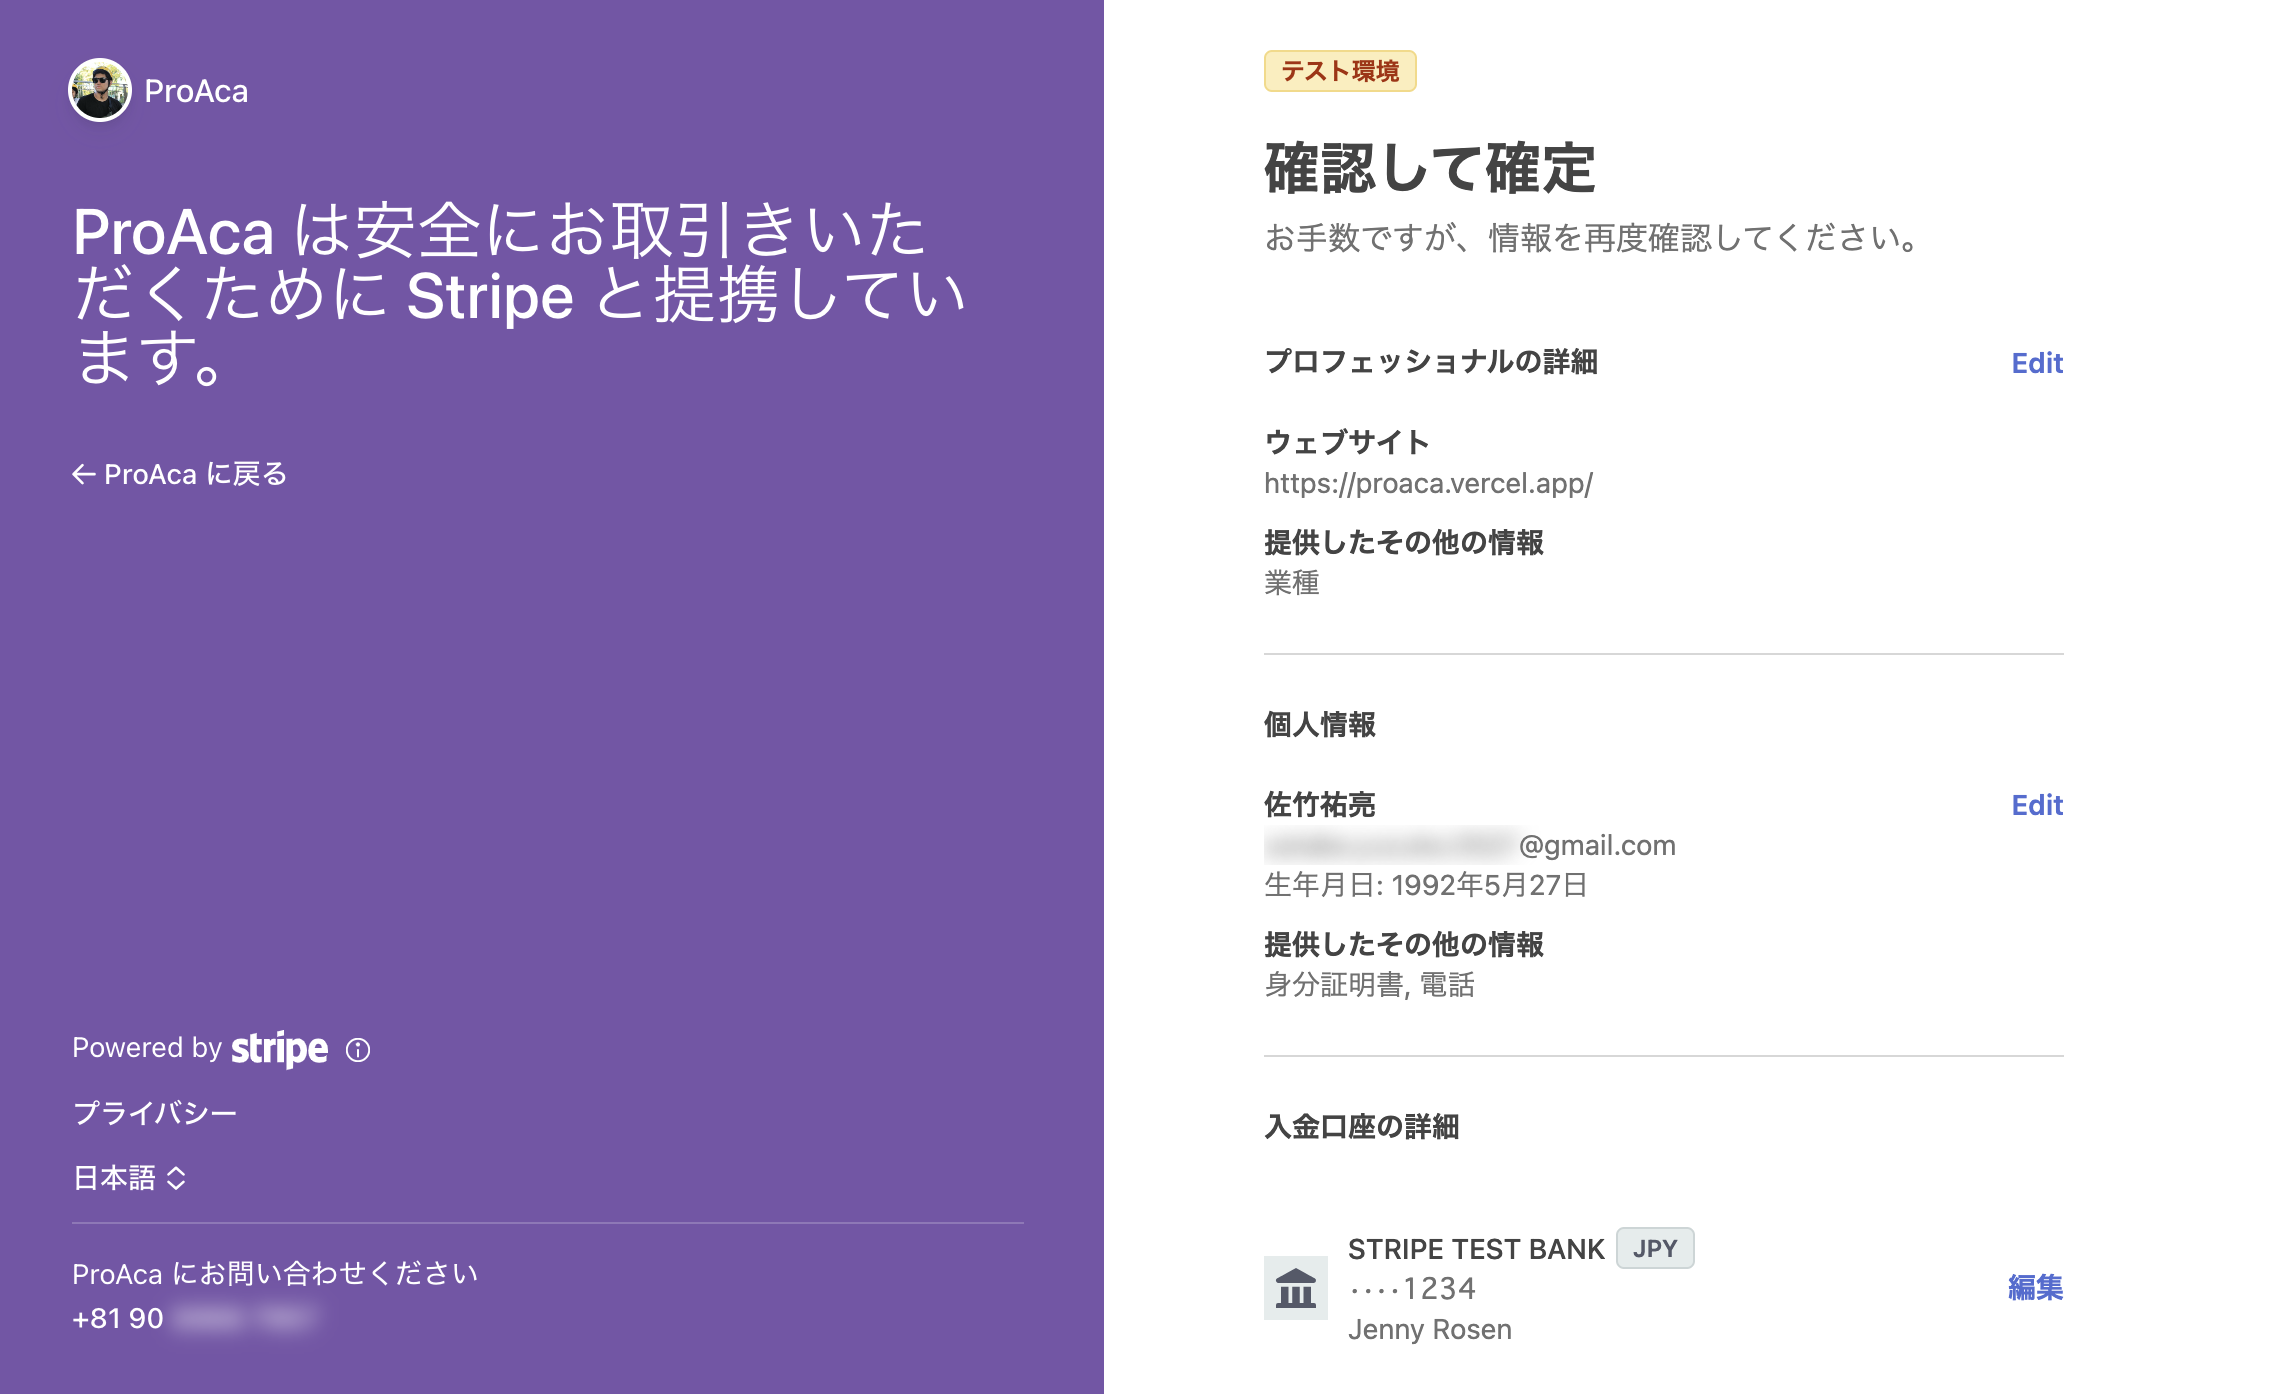 ProAca
ProAca は安全にお取引きいた
だくために Stripe と提携してい
ます。
← ProAca に戻る
Powered by stripe
プライバシー
日本語
ProAca にお問い合わせください
+81 90
テスト環境
確認して確定
お手数ですが、情報を再度確認してください。
プロフェッショナルの詳細
Edit
ウェブサイト
https://proaca.vercel.app/
提供したその他の情報
業種
個人情報
佐竹祐亮
Edit
@gmail.com
生年月日: 1992年5月27日
提供したその他の情報
身分証明書, 電話
入金口座の詳細
STRIPE TEST BANK JPY
････1234
Jenny Rosen
編集